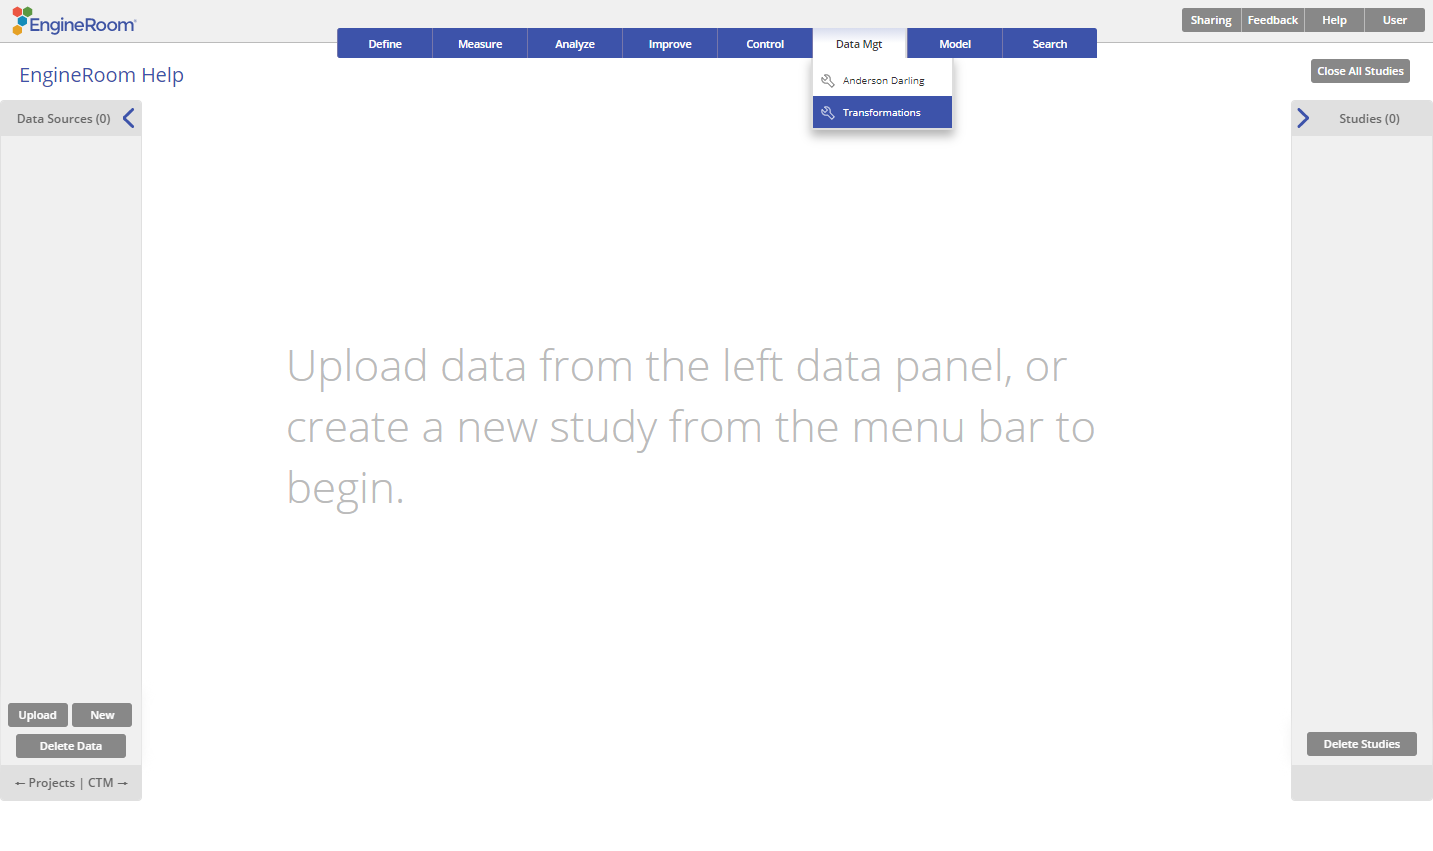 EngineRoom®
Sharing Feedback Help User
Define Measure Analyze Improve Control Data Mgt Model Search
EngineRoom Help
Close All Studies
Anderson Darling
Transformations
Data Sources (0)
Studies (0)
Upload data from the left data panel, or
create a new study from the menu bar to
begin.
Upload New
Delete Data
Delete Studies
← Projects | CTM →